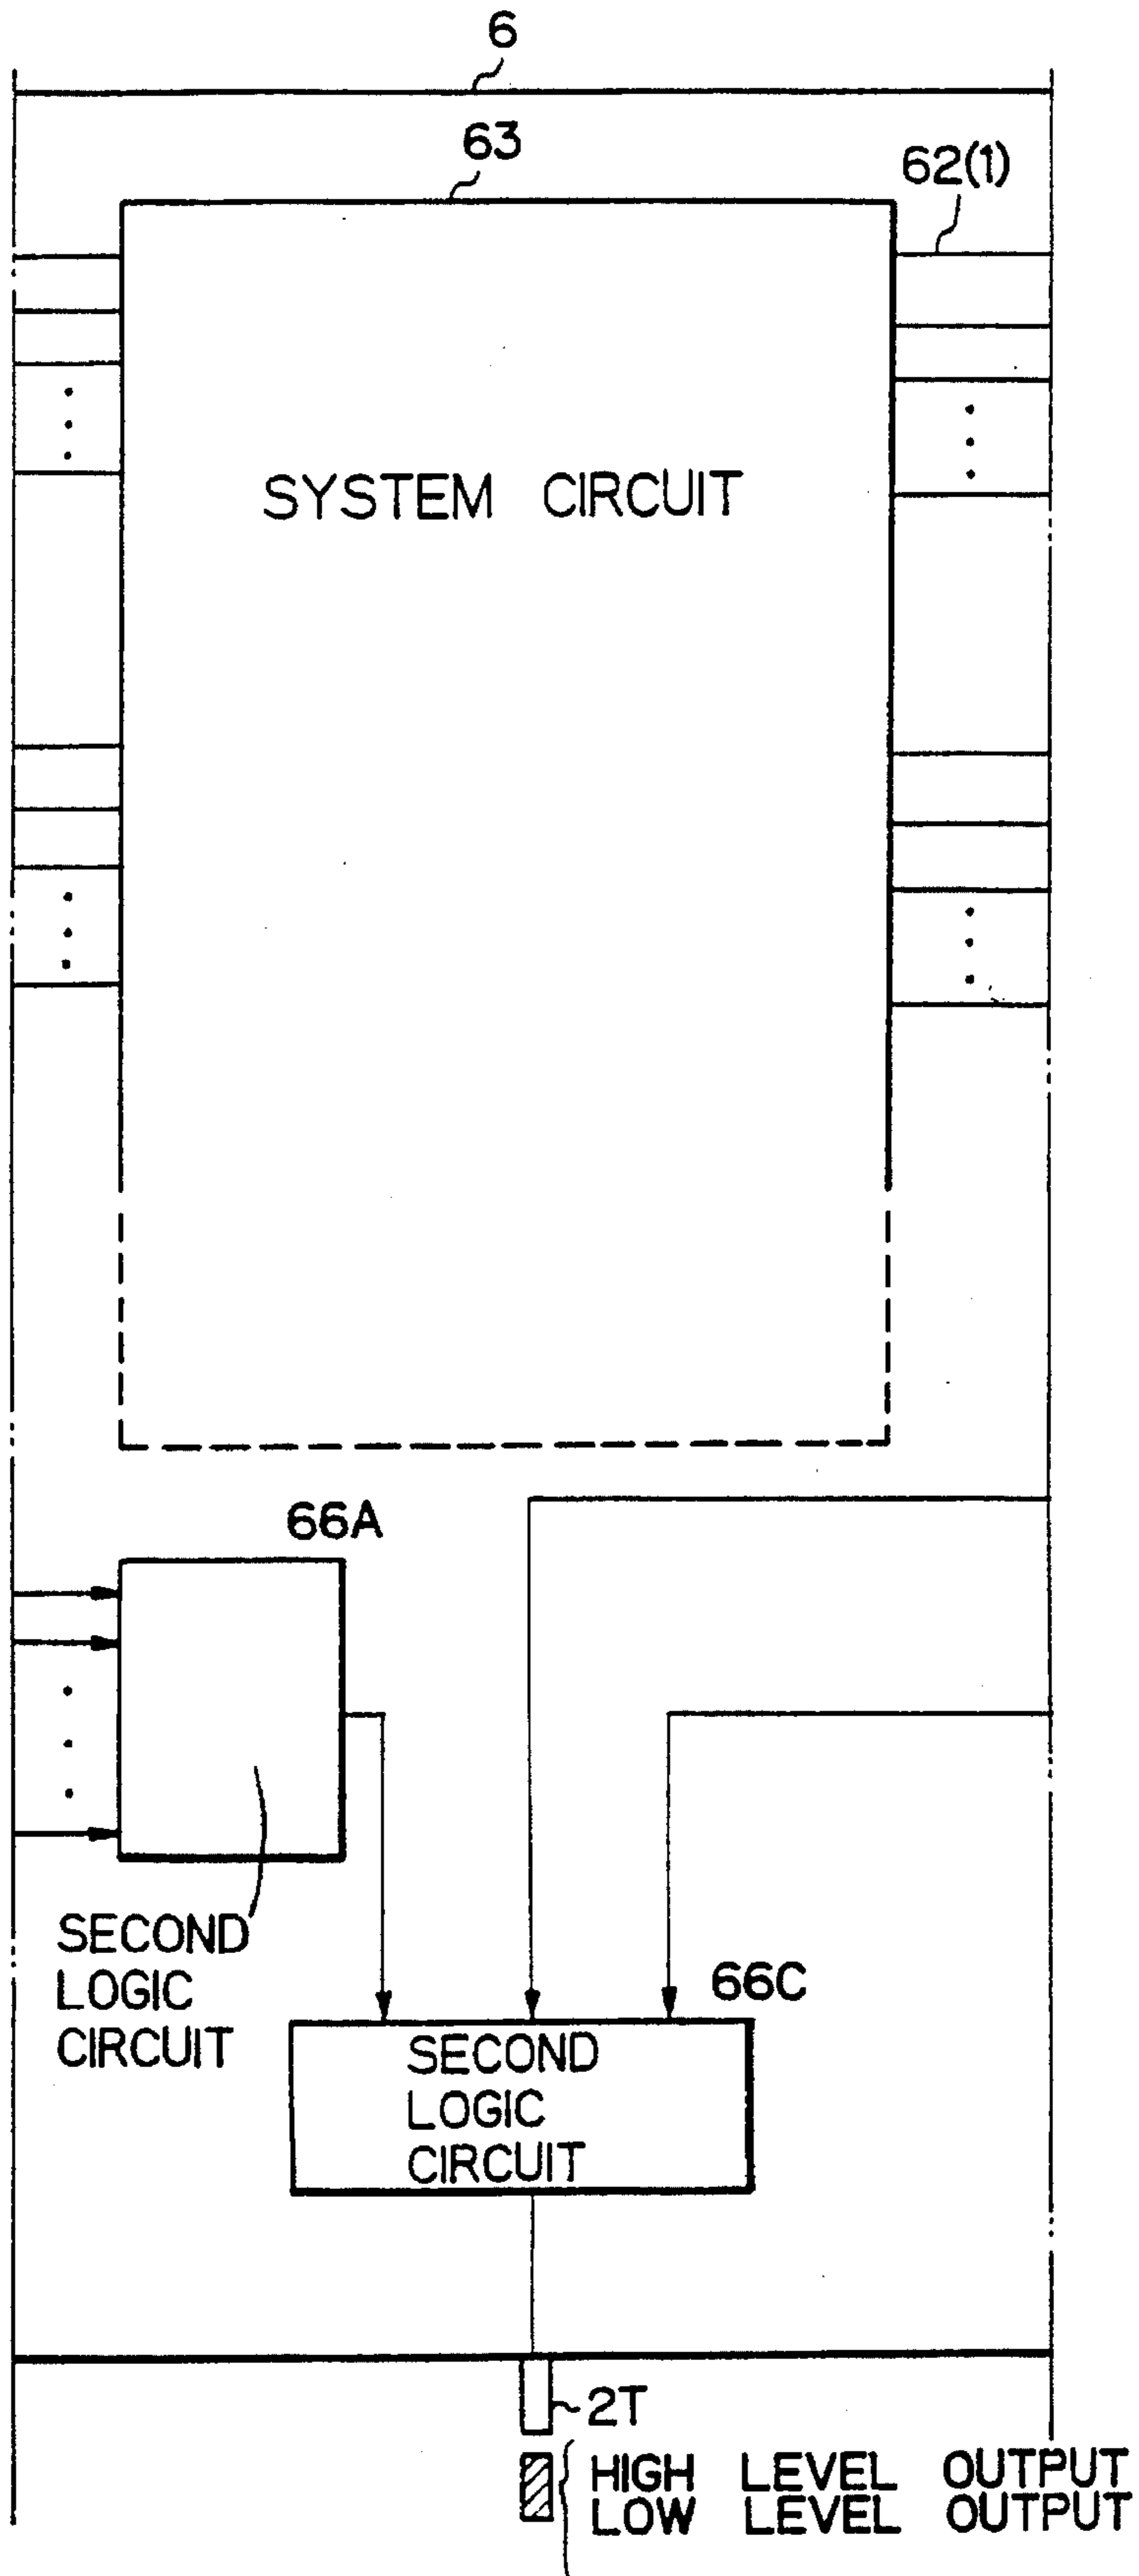 6
63
62(1)
SYSTEM CIRCUIT
66A
SECOND
LOGIC
CIRCUIT
66C
SECOND
LOGIC
CIRCUIT
2T
HIGH LEVEL OUTPUT
LOW LEVEL OUTPUT